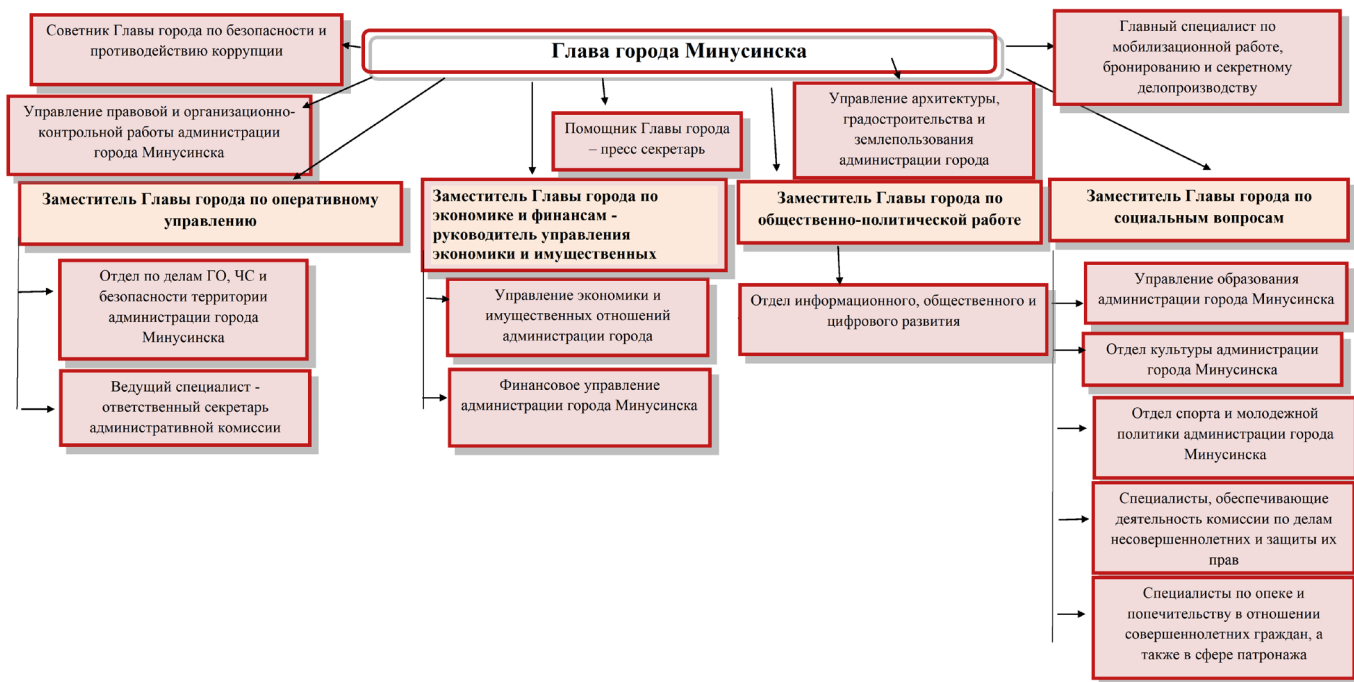 Глава города Минусинска
Советник Главы города по безопасности и
противодействию коррупции
Главный специалист по
мобилизационной работе,
бронированию и секретному
делопроизводству
Управление правовой и организационно-
контрольной работы администрации
города Минусинска
Помощник Главы города
– пресс секретарь
Управление архитектуры,
градостроительства и
землепользования
администрации города
Заместитель Главы города по оперативному
управлению
Отдел по делам ГО, ЧС и
безопасности территории
администрации города
Минусинска
Ведущий специалист -
ответственный секретарь
административной комиссии
Заместитель Главы города по
экономике и финансам -
руководитель управления
экономики и имущественных
Управление экономики и
имущественных отношений
администрации города
Финансовое управление
администрации города Минусинска
Заместитель Главы города по
общественно-политической работе
Отдел информационного, общественного и
цифрового развития
Заместитель Главы города по
социальным вопросам
Управление образования
администрации города Минусинска
Отдел культуры администрации
города Минусинска
Отдел спорта и молодежной
политики администрации города
Минусинска
Специалисты, обеспечивающие
деятельность комиссии по делам
несовершеннолетних и защиты их
прав
Специалисты по опеке и
попечительству в отношении
совершеннолетних граждан, а
также в сфере патронажа